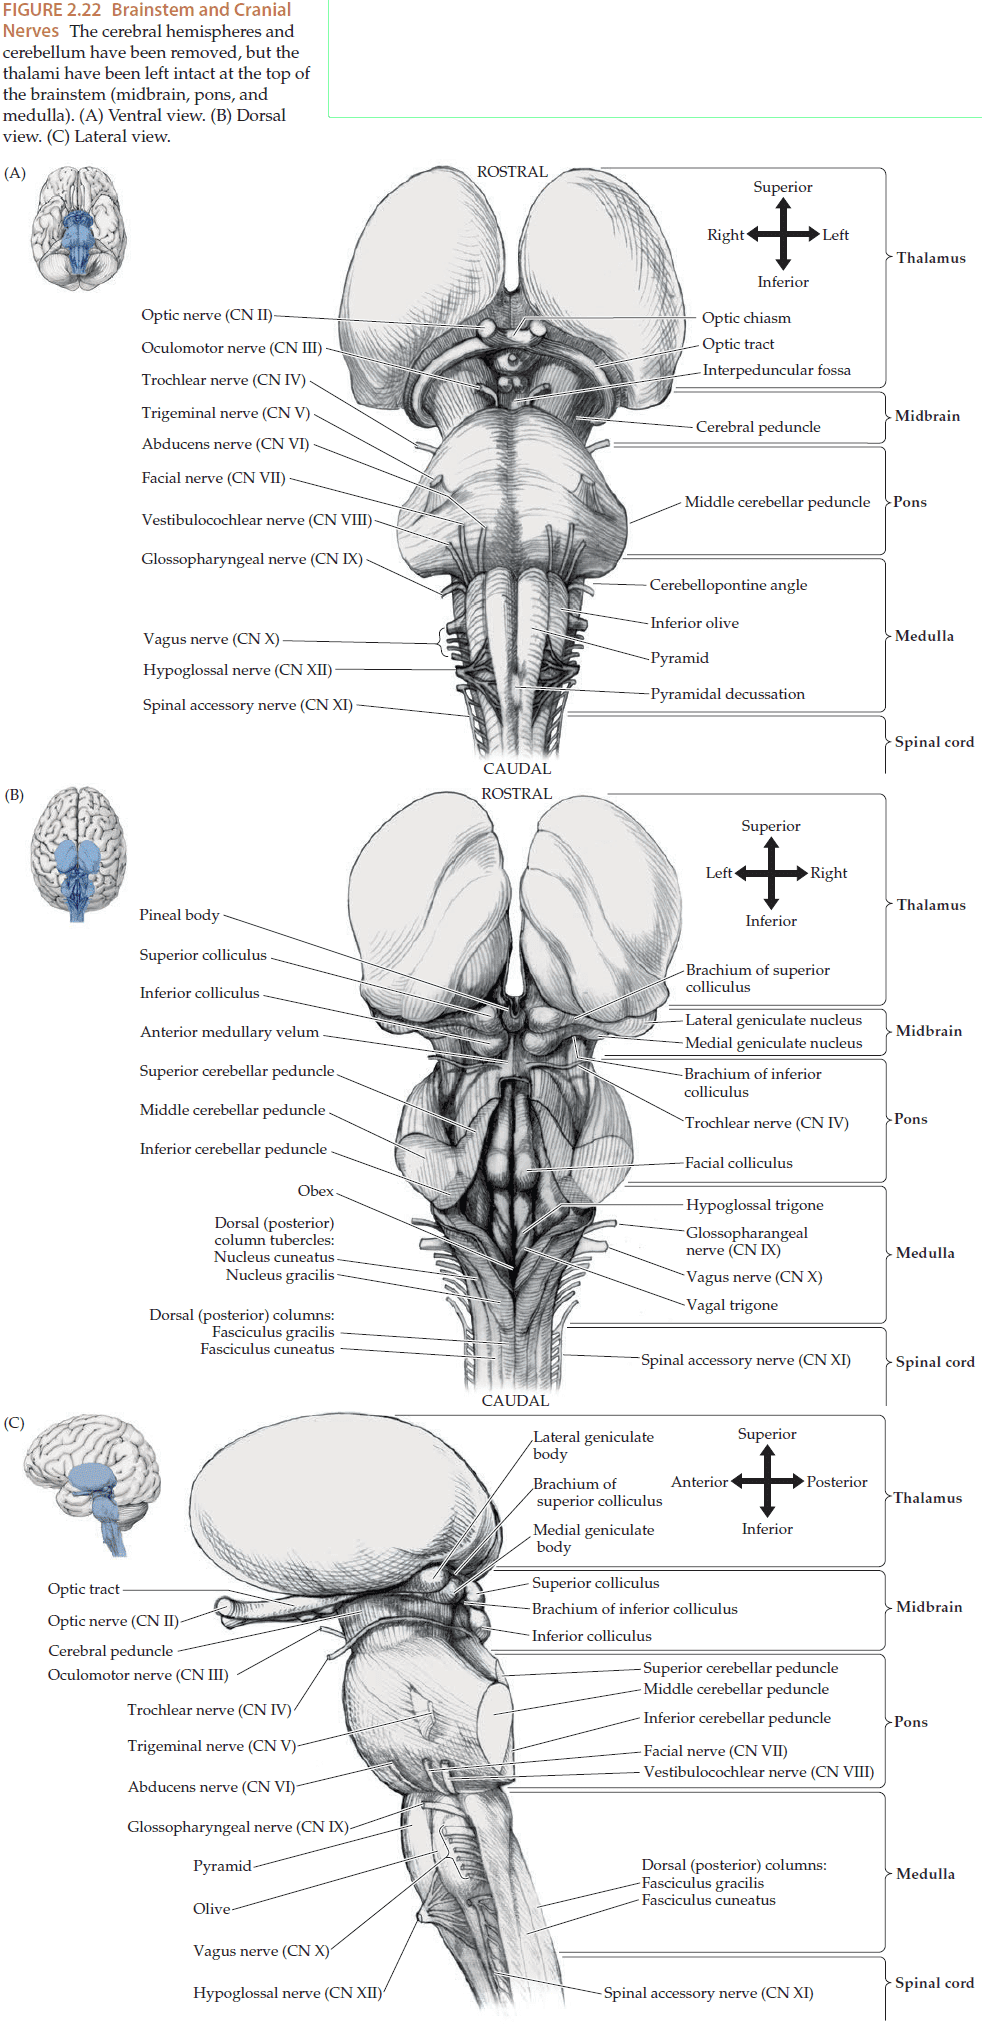 FIGURE 2.22 Brainstem and Cranial
Nerves The cerebral hemispheres and
cerebellum have been removed, but the
thalami have been left intact at the top of
the brainstem (midbrain, pons, and
medulla). (A) Ventral view. (B) Dorsal
view. (C) Lateral view.
(A)
ROSTRAL
Superior
Right
Left
Inferior
Thalamus
Optic nerve (CN II)
Oculomotor nerve (CN III)
Trochlear nerve (CN IV)
Trigeminal nerve (CN V)
Abducens nerve (CN VI)
Facial nerve (CN VII)
Vestibulocochlear nerve (CN VIII)
Glossopharyngeal nerve (CN IX)
Vagus nerve (CN X)
Hypoglossal nerve (CN XII)
Spinal accessory nerve (CN XI)
Optic chiasm
Optic tract
Interpeduncular fossa
Cerebral peduncle
Middle cerebellar peduncle
Cerebellopontine angle
Inferior olive
Pyramid
Pyramidal decussation
Midbrain
Pons
Medulla
Spinal cord
CAUDAL
(B)
ROSTRAL
Superior
Left
Right
Inferior
Thalamus
Pineal body
Superior colliculus
Inferior colliculus
Anterior medullary velum
Superior cerebellar peduncle
Middle cerebellar peduncle
Inferior cerebellar peduncle
Obex
Dorsal (posterior)
column tubercles:
Nucleus cuneatus
Nucleus gracilis
Dorsal (posterior) columns:
Fasciculus gracilis
Fasciculus cuneatus
Brachium of superior
colliculus
Lateral geniculate nucleus
Medial geniculate nucleus
Brachium of inferior
colliculus
Trochlear nerve (CN IV)
Facial colliculus
Hypoglossal trigone
Glossopharangeal
nerve (CN IX)
Vagus nerve (CN X)
Vagal trigone
Spinal accessory nerve (CN XI)
Midbrain
Pons
Medulla
Spinal cord
CAUDAL
(C)
Lateral geniculate
body
Brachium of
superior colliculus
Medial geniculate
body
Superior
Anterior
Posterior
Inferior
Thalamus
Optic tract
Optic nerve (CN II)
Cerebral peduncle
Oculomotor nerve (CN III)
Trochlear nerve (CN IV)
Trigeminal nerve (CN V)
Abducens nerve (CN VI)
Glossopharyngeal nerve (CN IX)
Pyramid
Olive
Vagus nerve (CN X)
Hypoglossal nerve (CN XII)
Superior colliculus
Brachium of inferior colliculus
Inferior colliculus
Superior cerebellar peduncle
Middle cerebellar peduncle
Inferior cerebellar peduncle
Facial nerve (CN VII)
Vestibulocochlear nerve (CN VIII)
Dorsal (posterior) columns:
Fasciculus gracilis
Fasciculus cuneatus
Spinal accessory nerve (CN XI)
Midbrain
Pons
Medulla
Spinal cord